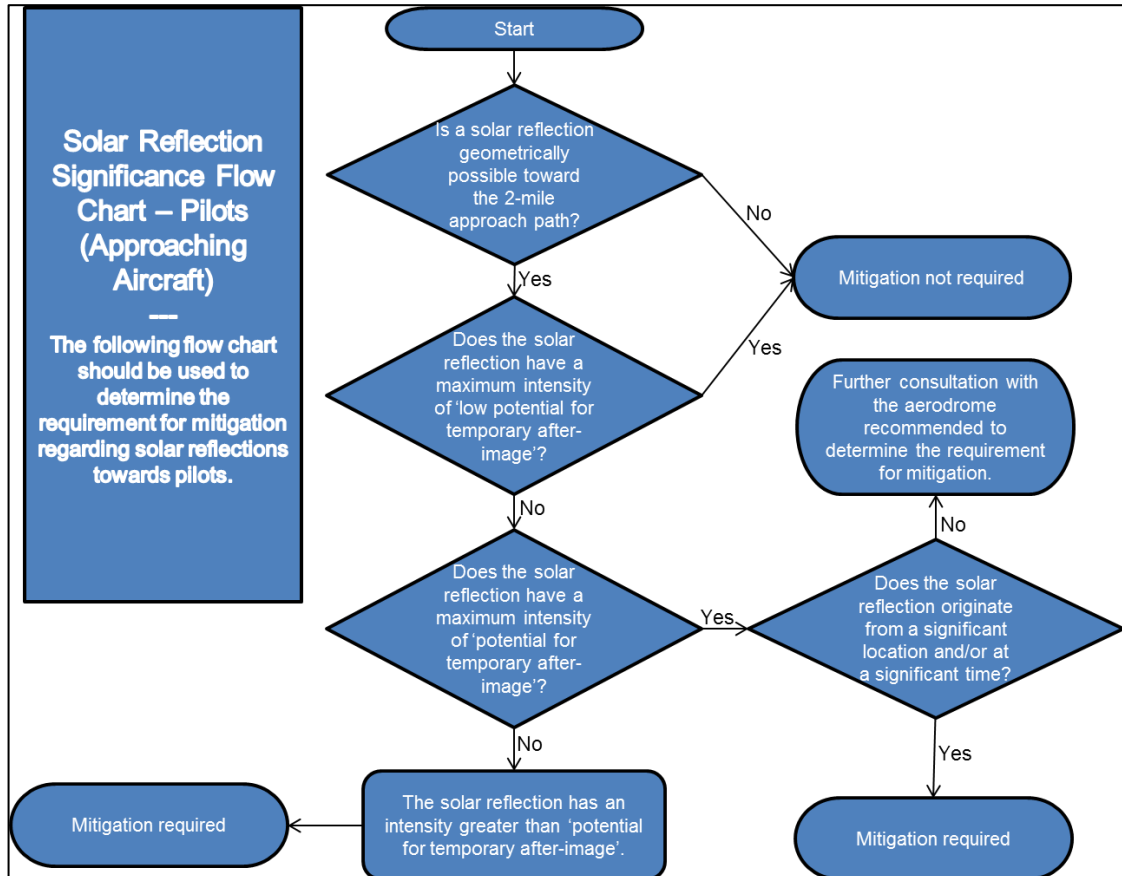 Solar Reflection
Significance Flow
Chart – Pilots
(Approaching
Aircraft)
---
The following flow chart
should be used to
determine the
requirement for mitigation
regarding solar reflections
towards pilots.
Start
Is a solar reflection
geometrically
possible toward
the 2-mile
approach path?
No
Mitigation not required
Yes
Does the solar
reflection have a
maximum intensity
of ‘low potential for
temporary after-
image’?
Yes
Further consultation with
the aerodrome
recommended to
determine the requirement
for mitigation.
No
Does the solar
reflection have a
maximum intensity
of ‘potential for
temporary after-
image’?
Yes
No
Does the solar
reflection originate
from a significant
location and/or at
a significant time?
No
Yes
The solar reflection has an
intensity greater than ‘potential
for temporary after-image’.
Mitigation required
Mitigation required